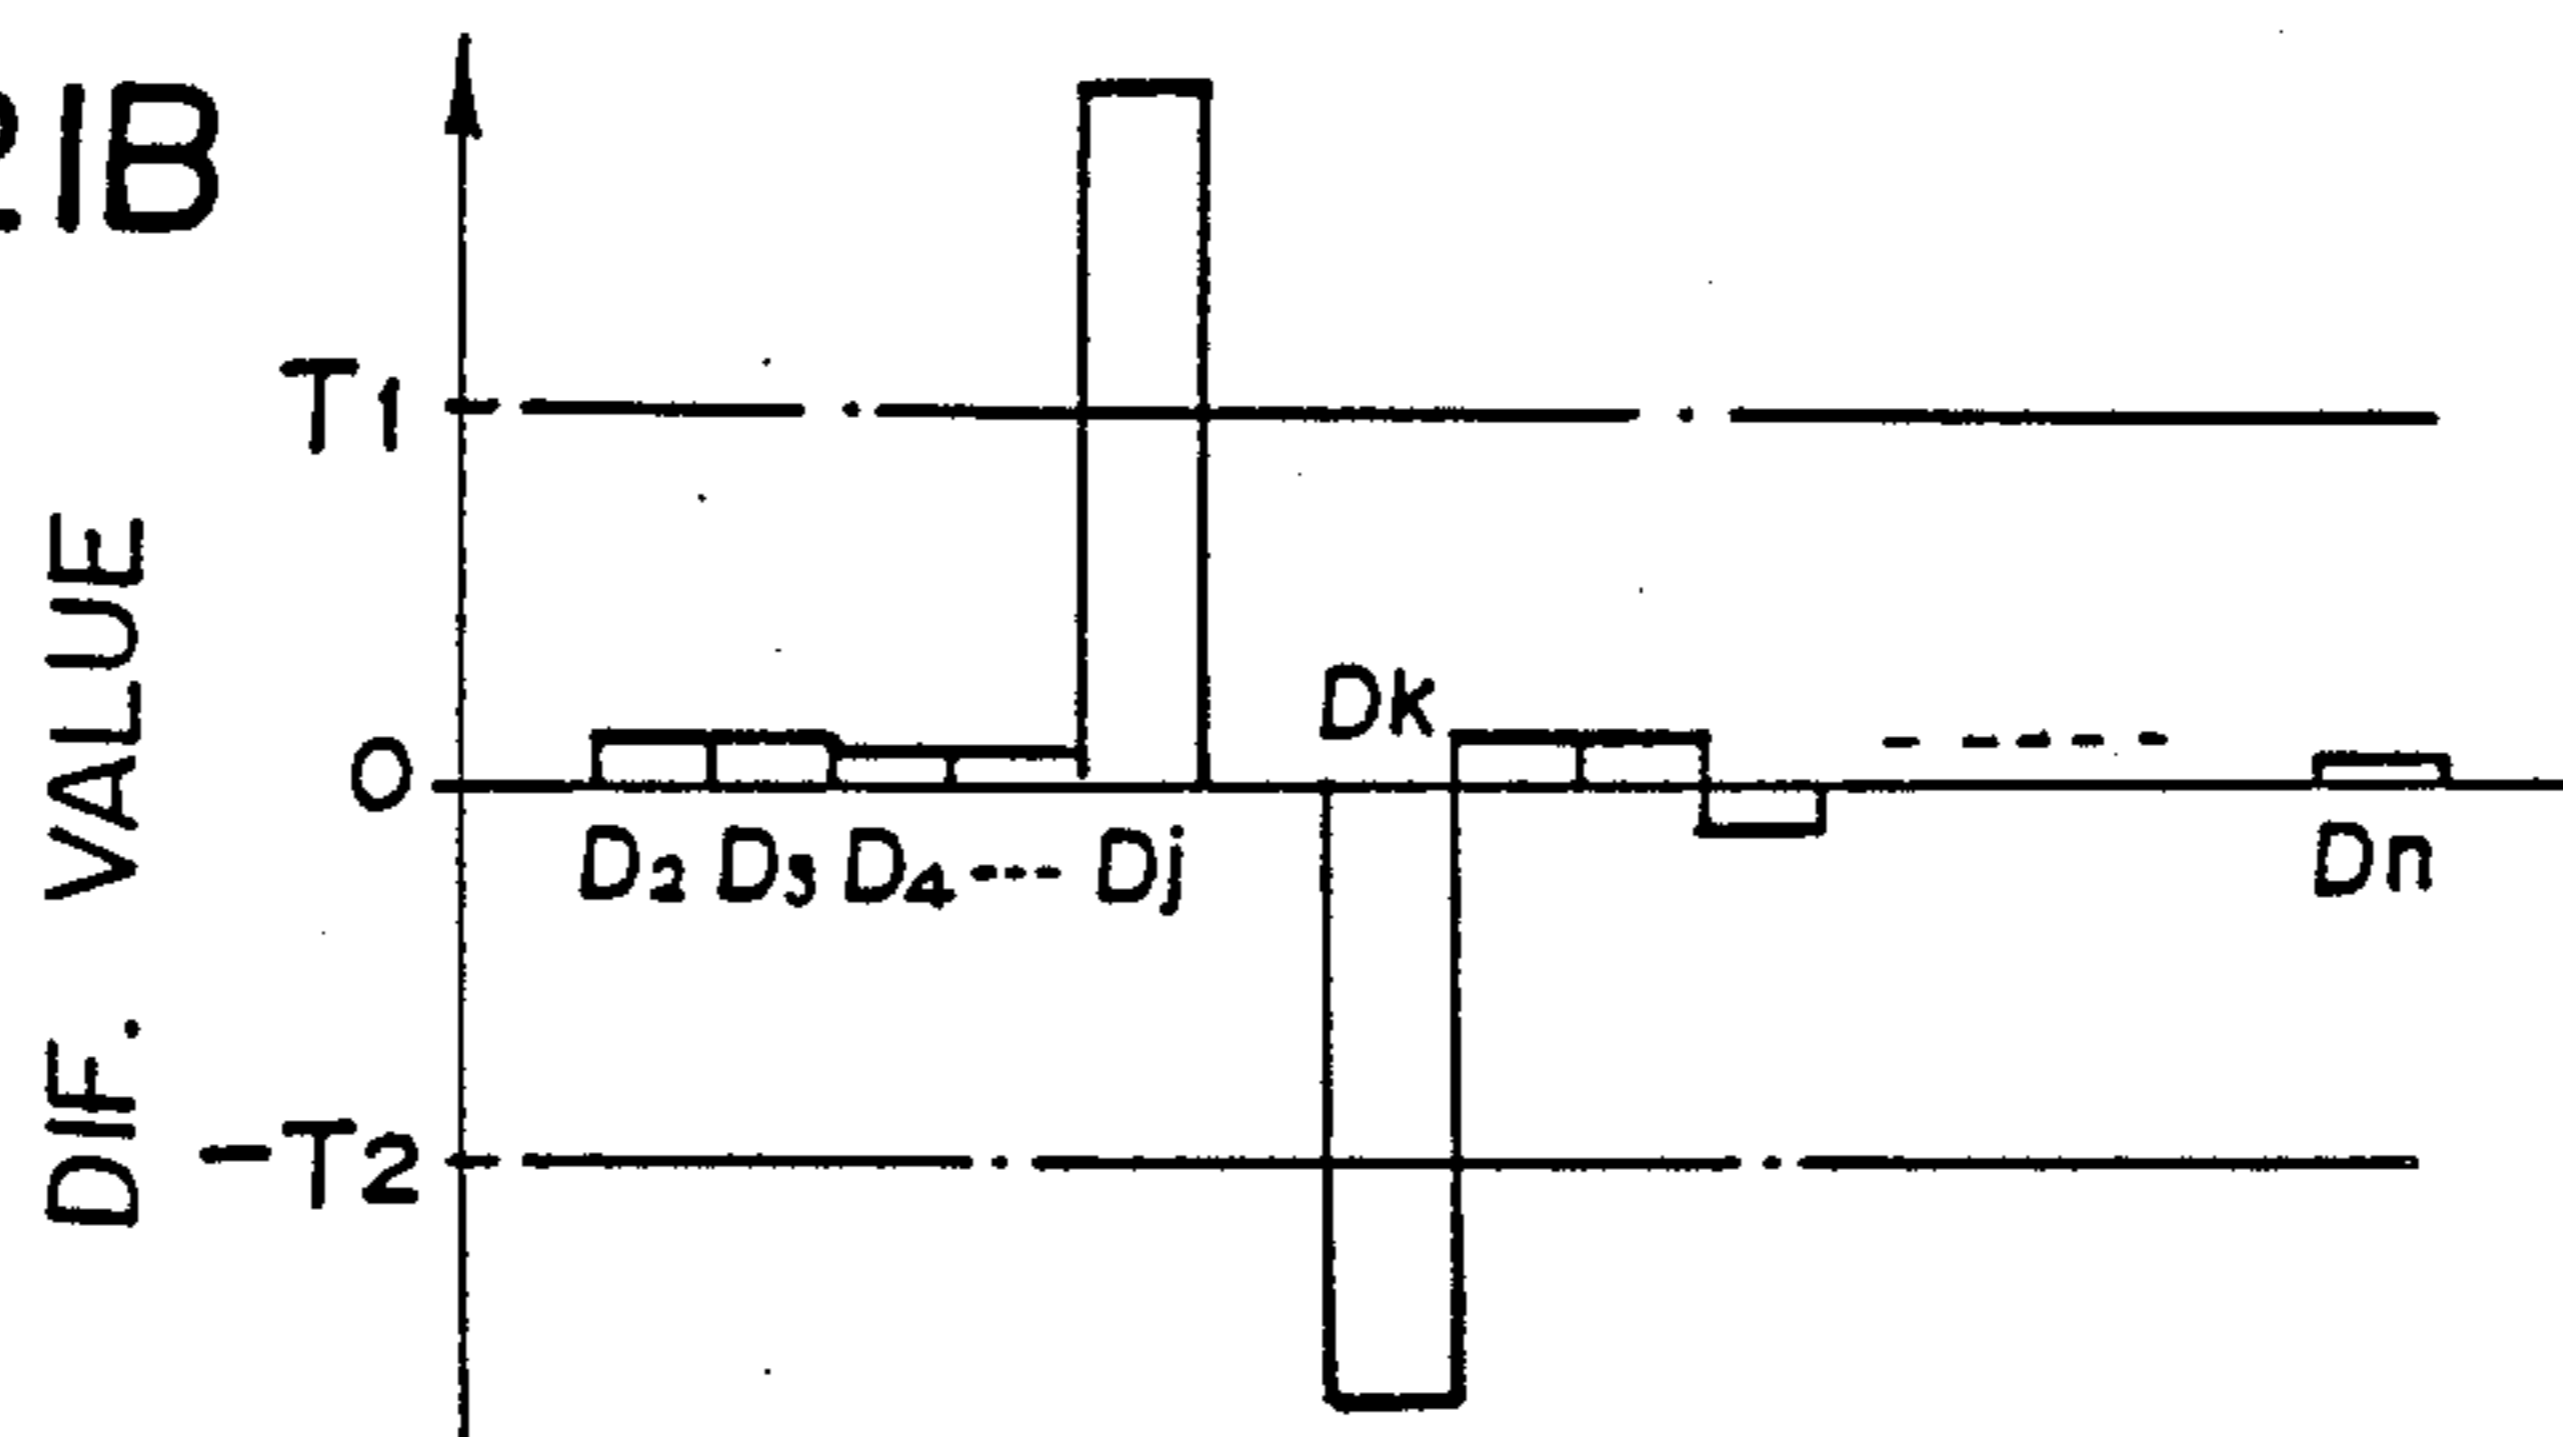 21B
T1
DIF. VALUE
Dk
0
D2 D3 D4 --- Dj
Dn
-T2